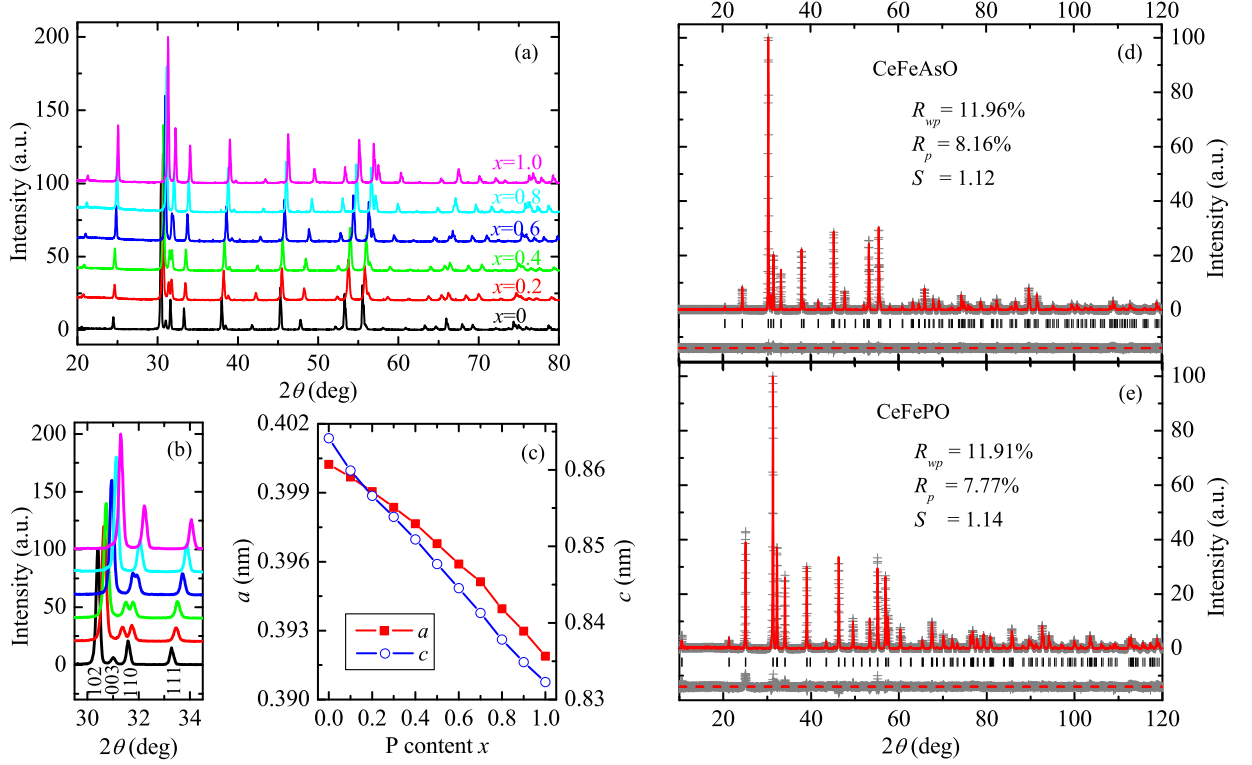 (a)
200
150
100
50
0
Intensity (a.u.)
x=1.0
x=0.8
x=0.6
x=0.4
x=0.2
x=0
20 30 40 50 60 70 80
2θ (deg)
(b)
200
150
100
50
0
Intensity (a.u.)
102
003
110
111
30 32 34
2θ (deg)
(c)
0.402
0.399
0.396
0.393
0.390
a (nm)
a
c
0.86
0.85
0.84
0.83
c (nm)
0.0 0.2 0.4 0.6 0.8 1.0
P content x
20 40 60 80 100 120
(d)
CeFeAsO
Rwp = 11.96%
Rp = 8.16%
S = 1.12
100
80
60
40
20
0
Intensity (a.u.)
(e)
CeFePO
Rwp = 11.91%
Rp = 7.77%
S = 1.14
100
80
60
40
20
0
Intensity (a.u.)
20 40 60 80 100 120
2θ (deg)